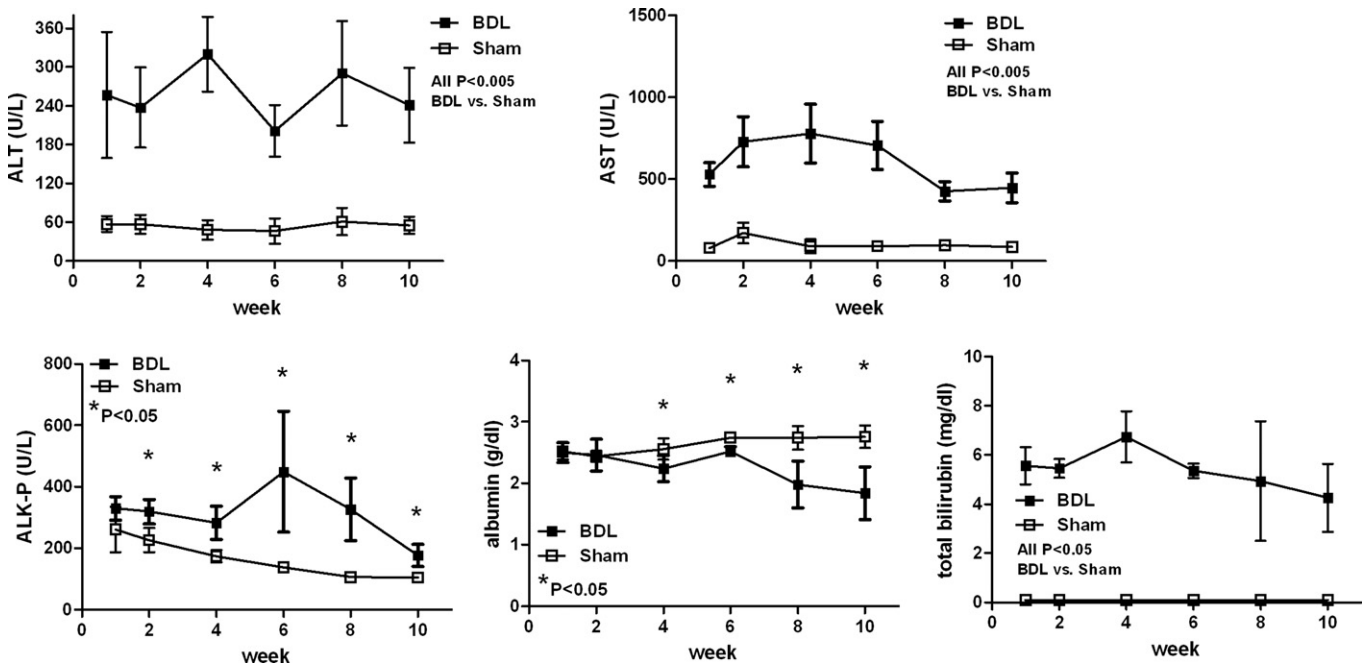 ALT (U/L)
360
300
240
180
120
60
0
0 2 4 6 8 10
week
BDL
Sham
All P<0.005
BDL vs. Sham
AST (U/L)
1500
1000
500
0
0 2 4 6 8 10
week
BDL
Sham
All P<0.005
BDL vs. Sham
ALK-P (U/L)
800
600
400
200
0
0 2 4 6 8 10
week
BDL
Sham
*P<0.05
* * * * *
albumin (g/dl)
4
3
2
1
0
0 2 4 6 8 10
week
BDL
Sham
*P<0.05
* * * *
total bilirubin (mg/dl)
10
8
6
4
2
0
0 2 4 6 8 10
week
BDL
Sham
All P<0.05
BDL vs. Sham